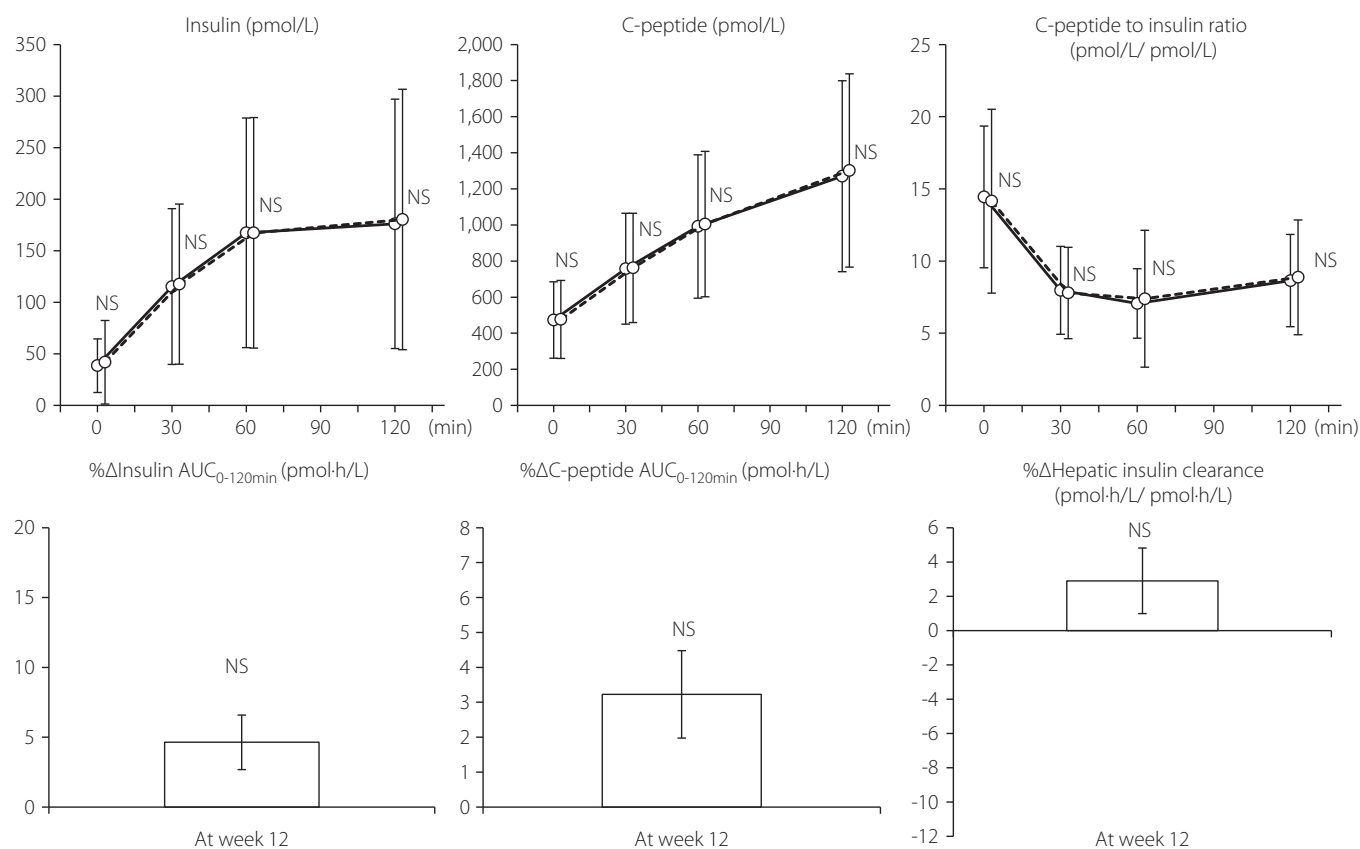 Insulin (pmol/L)
350
300
250
200
150
100
50
0
NS
NS
NS
NS
0 30 60 90 120 (min)
C-peptide (pmol/L)
2,000
1,800
1,600
1,400
1,200
1,000
800
600
400
200
0
NS
NS
NS
NS
0 30 60 90 120 (min)
C-peptide to insulin ratio
(pmol/L/ pmol/L)
25
20
15
10
5
0
NS
NS
NS
NS
0 30 60 90 120 (min)
%ΔInsulin AUC0-120min (pmol·h/L)
20
15
10
5
0
NS
At week 12
%ΔC-peptide AUC0-120min (pmol·h/L)
8
7
6
5
4
3
2
1
0
NS
At week 12
%ΔHepatic insulin clearance
(pmol·h/L/ pmol·h/L)
6
4
2
0
-2
-4
-6
-8
-10
-12
NS
At week 12